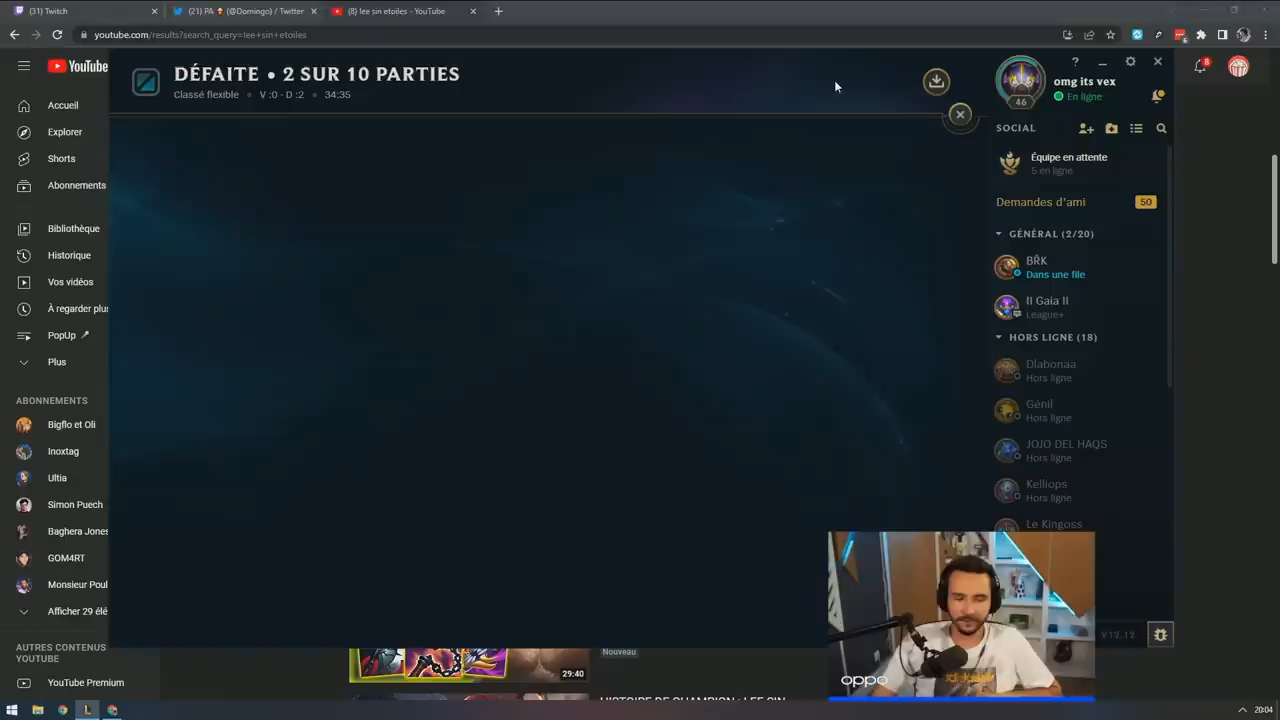 (31) Twitch
(21) PA (@Domingo) / Twitter
(8) lee sin etoiles - YouTube
youtube.com/results?search_query=lee+sin+etoiles
YouTube
8
Accueil
Explorer
Shorts
Abonnements
Bibliothèque
Historique
Vos vidéos
À regarder plus
PopUp
Plus
ABONNEMENTS
Bigflo et Oli
Inoxtag
Ultia
Simon Puech
Baghera Jones
GOM4RT
Monsieur Poul
Afficher 29 élé
AUTRES CONTENUS
YOUTUBE
YouTube Premium
DÉFAITE • 2 SUR 10 PARTIES
Classé flexible • V :0 - D :2 • 34:35
omg its vex
46
En ligne
SOCIAL
Équipe en attente
5 en ligne
Demandes d'ami
50
GÉNÉRAL (2/20)
BŘK
Dans une file
Il Gaia II
League+
HORS LIGNE (18)
Dlabonaa
Hors ligne
Génil
Hors ligne
JOJO DEL HAQS
Hors ligne
Kelliops
Hors ligne
Le Kingoss
V12.12
Nouveau
29:40
HISTOIRE DE CHAMPION : LEE SIN
oppo
20:04